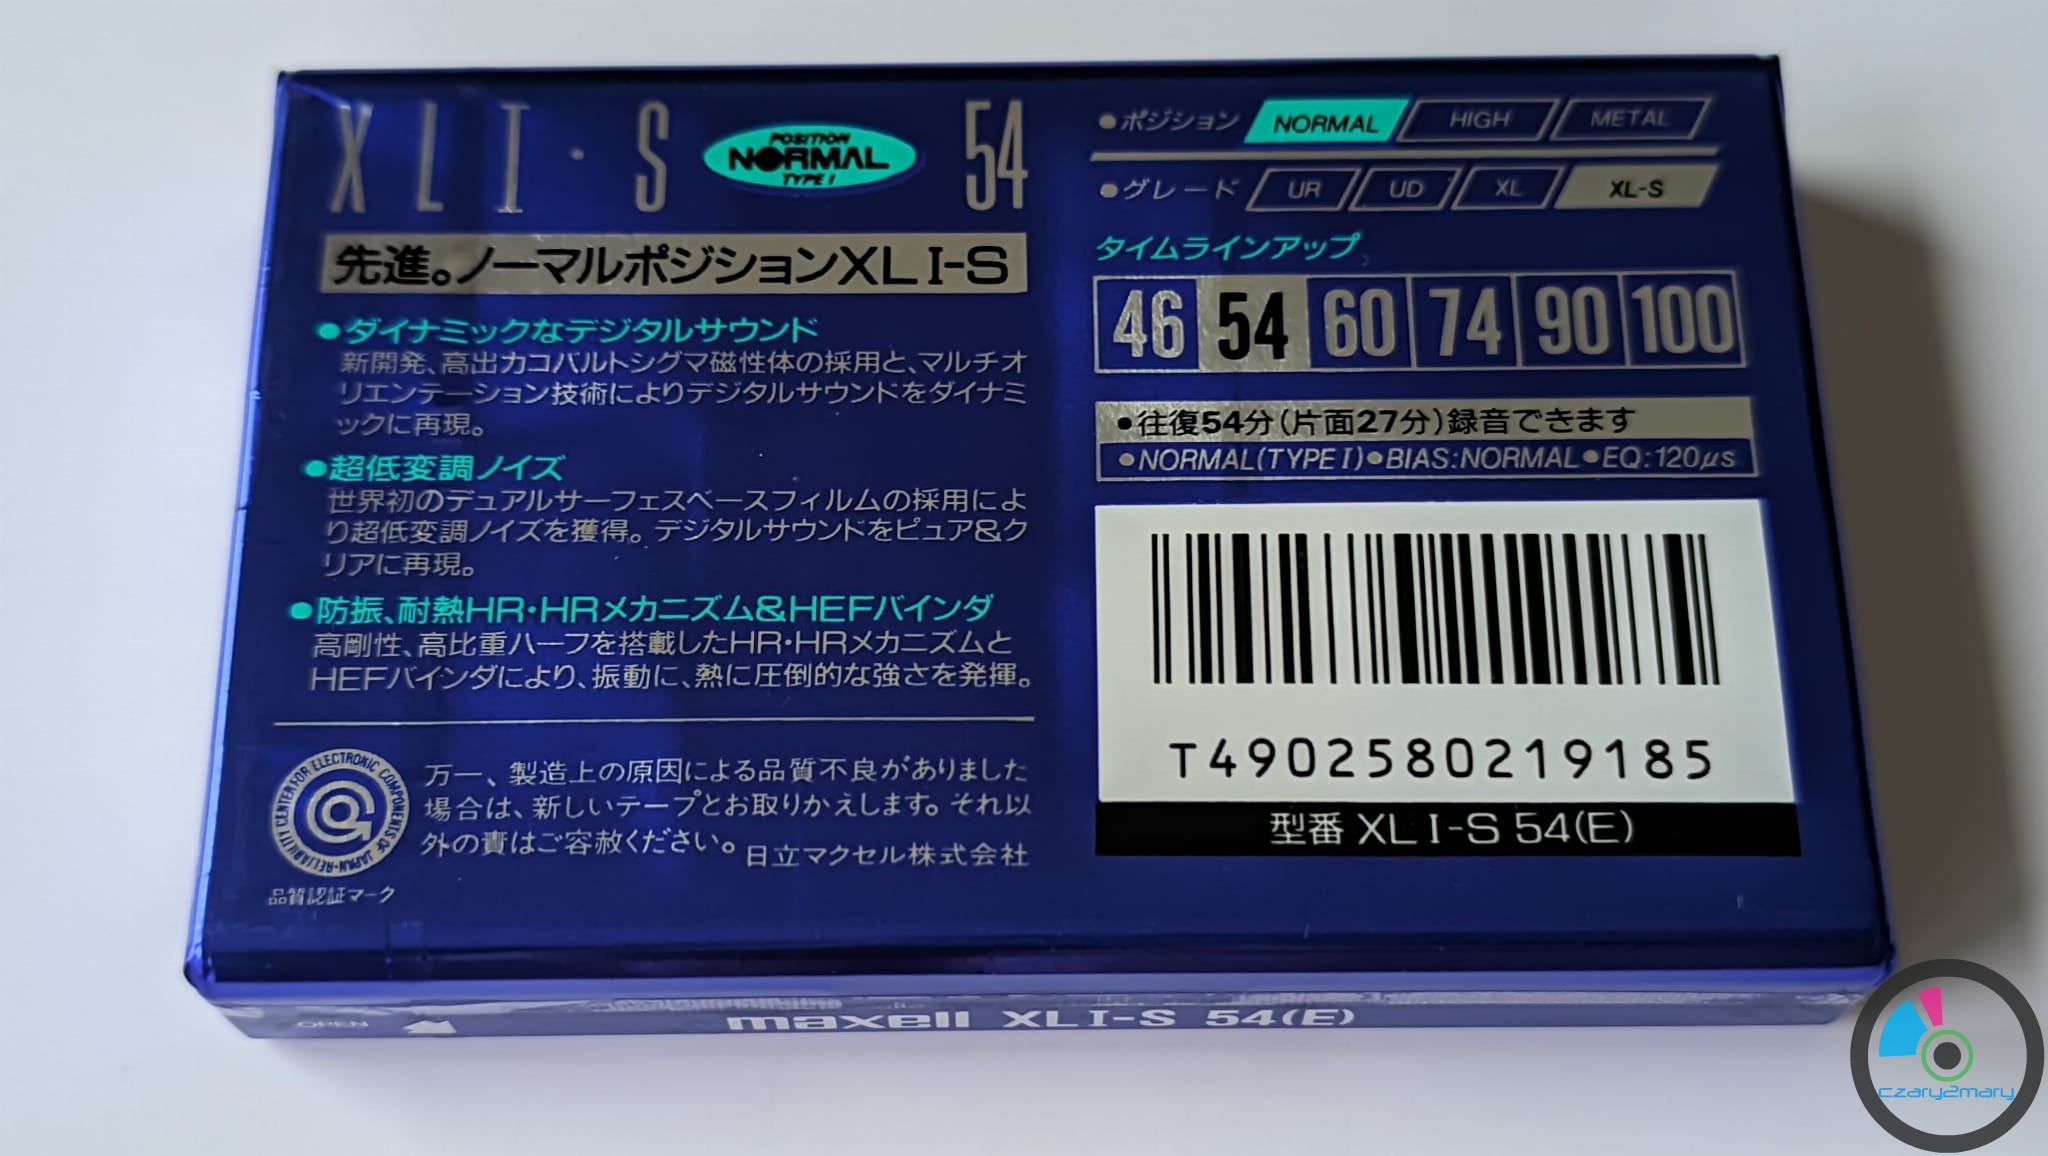 XLI・S
POSITION
NORMAL
TYPE I
54
先進。ノーマルポジションXLI-S
●ダイナミックなデジタルサウンド
新開発、高出力コバルトシグマ磁性体の採用と、マルチオ
リエンテーション技術によりデジタルサウンドをダイナミ
ックに再現。
●超低変調ノイズ
世界初のデュアルサーフェスベースフィルムの採用によ
り超低変調ノイズを獲得。デジタルサウンドをピュア&ク
リアに再現。
●防振、耐熱HR・HRメカニズム&HEFバインダ
高剛性、高比重ハーフを搭載したHR・HRメカニズムと
HEFバインダにより、振動に、熱に圧倒的な強さを発揮。
RELIABILITY CENTER FOR ELECTRONIC COMPONENTS OF JAPAN
品質認証マーク
万一、製造上の原因による品質不良がありました
場合は、新しいテープとお取りかえします。それ以
外の責はご容赦ください。
日立マクセル株式会社
●ポジション NORMAL HIGH METAL
●グレード UR UD XL XL-S
タイムラインアップ
46 54 60 74 90 100
●往復54分(片面27分)録音できます
●NORMAL(TYPE I)●BIAS:NORMAL●EQ:120μs
T4902580219185
型番 XLI-S 54(E)
OPEN
maxell XLI-S 54(E)
czary2mary